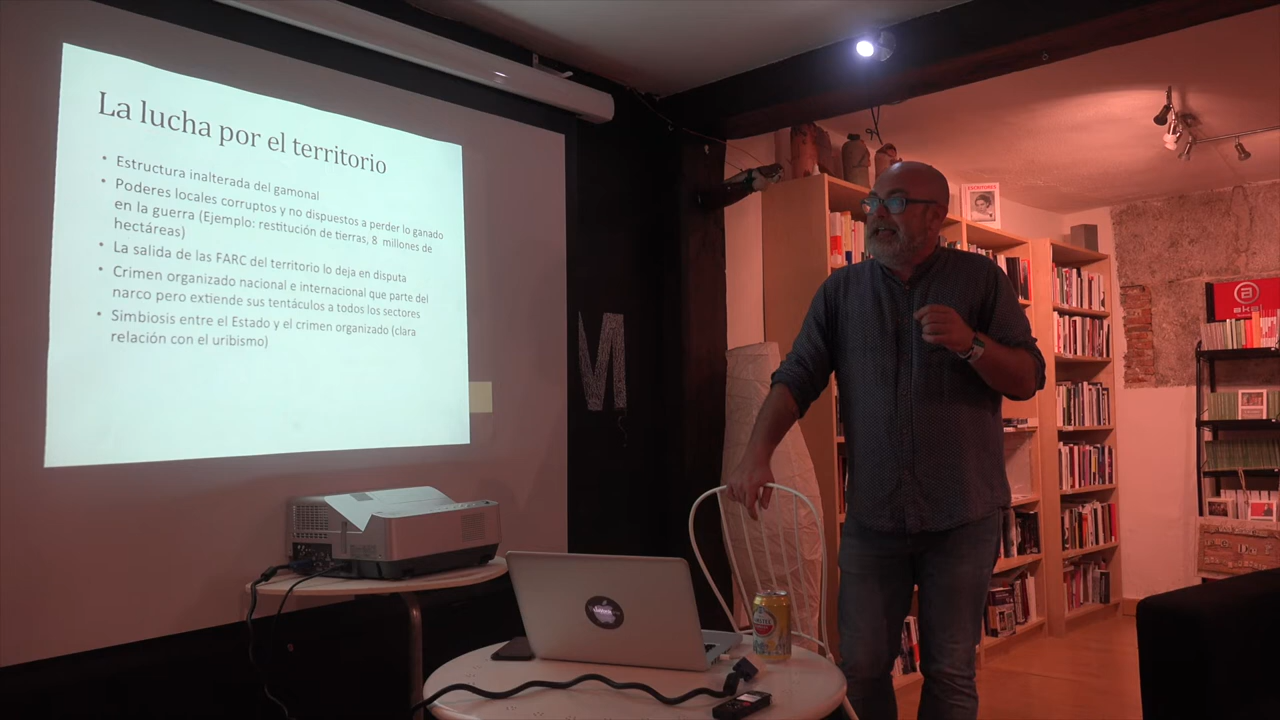 La lucha por el territorio
• Estructura inalterada del gamonal
• Poderes locales corruptos y no dispuestos a perder lo ganado
en la guerra (Ejemplo: restitución de tierras, 8 millones de
hectáreas)
• La salida de las FARC del territorio lo deja en disputa
• Crimen organizado nacional e internacional que parte del
narco pero extiende sus tentáculos a todos los sectores
• Simbiosis entre el Estado y el crimen organizado (clara
relación con el uribismo)
akal